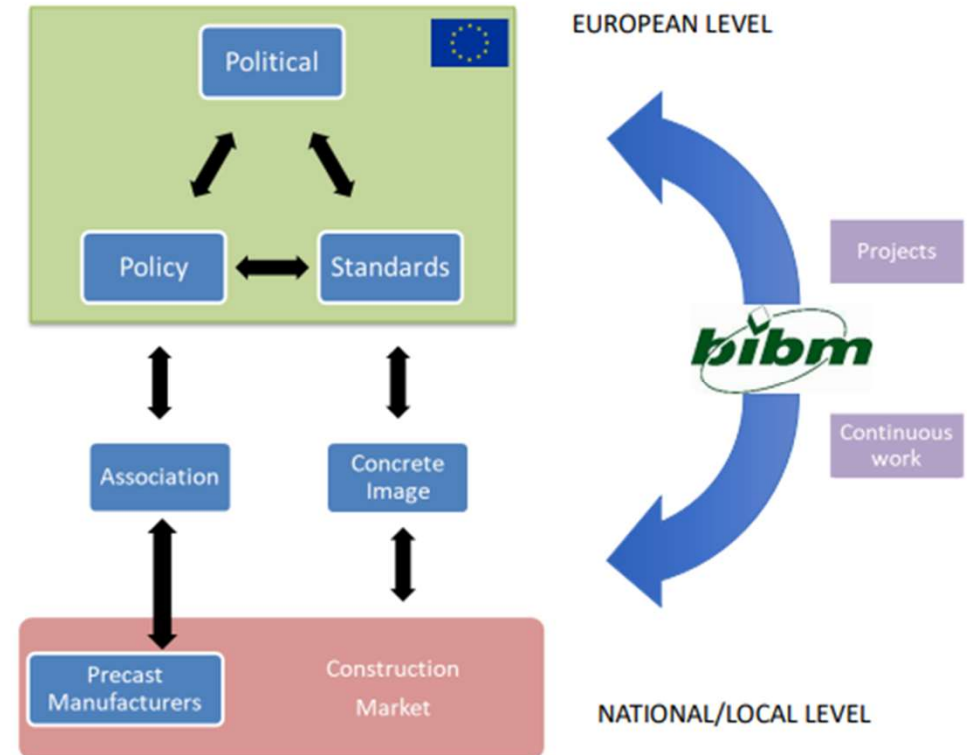 EUROPEAN LEVEL
Political
Policy
Standards
Projects
bibm
Association
Concrete
Image
Continuous
work
Precast
Manufacturers
Construction
Market
NATIONAL/LOCAL LEVEL